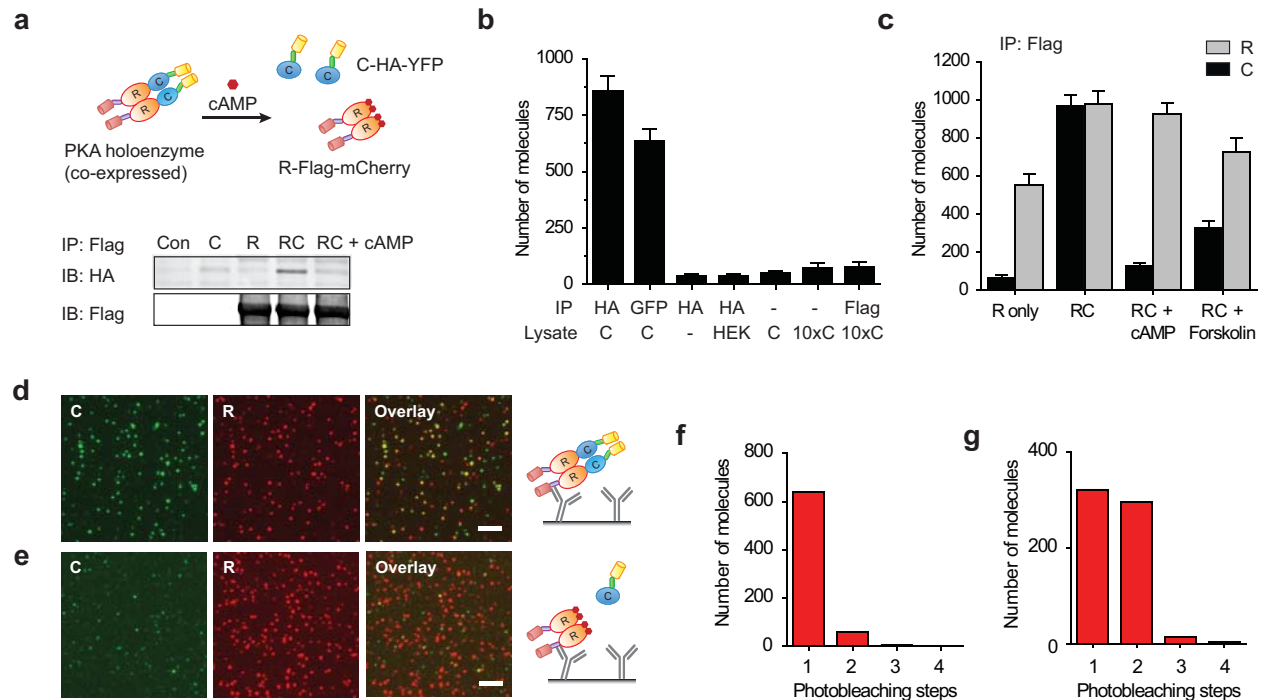 a
C
C
R
R
cAMP
C
C
C-HA-YFP
R
R
PKA holoenzyme
(co-expressed)
R-Flag-mCherry
IP: Flag Con C R RC RC + cAMP
IB: HA
IB: Flag
b
Number of molecules
1000
750
500
250
0
IP HA GFP HA HA - - Flag
Lysate C C - HEK C 10xC 10xC
c
IP: Flag
R
C
Number of molecules
1200
1000
800
600
400
200
0
R only RC RC + cAMP RC + Forskolin
d
C R Overlay
R
R
C
C
e
C R Overlay
C
R
R
f
Number of molecules
800
600
400
200
0
1 2 3 4
Photobleaching steps
g
Number of molecules
400
200
0
1 2 3 4
Photobleaching steps